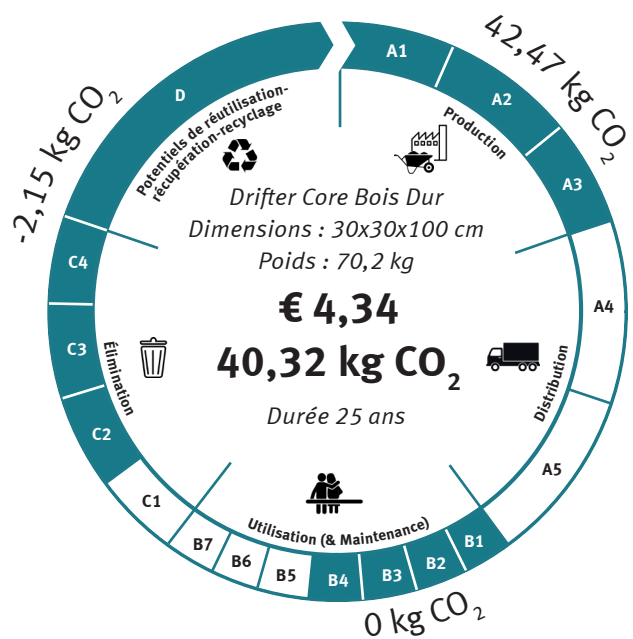 42,47 kg CO2
-2,15 kg CO2
0 kg CO2
A1
A2
A3
A4
A5
B1
B2
B3
B4
B5
B6
B7
C1
C2
C3
C4
D
Production
Distribution
Utilisation (& Maintenance)
Élimination
Potentiels de réutilisation-
récupération-recyclage
Drifter Core Bois Dur
Dimensions : 30x30x100 cm
Poids : 70,2 kg
€ 4,34
40,32 kg CO2
Durée 25 ans